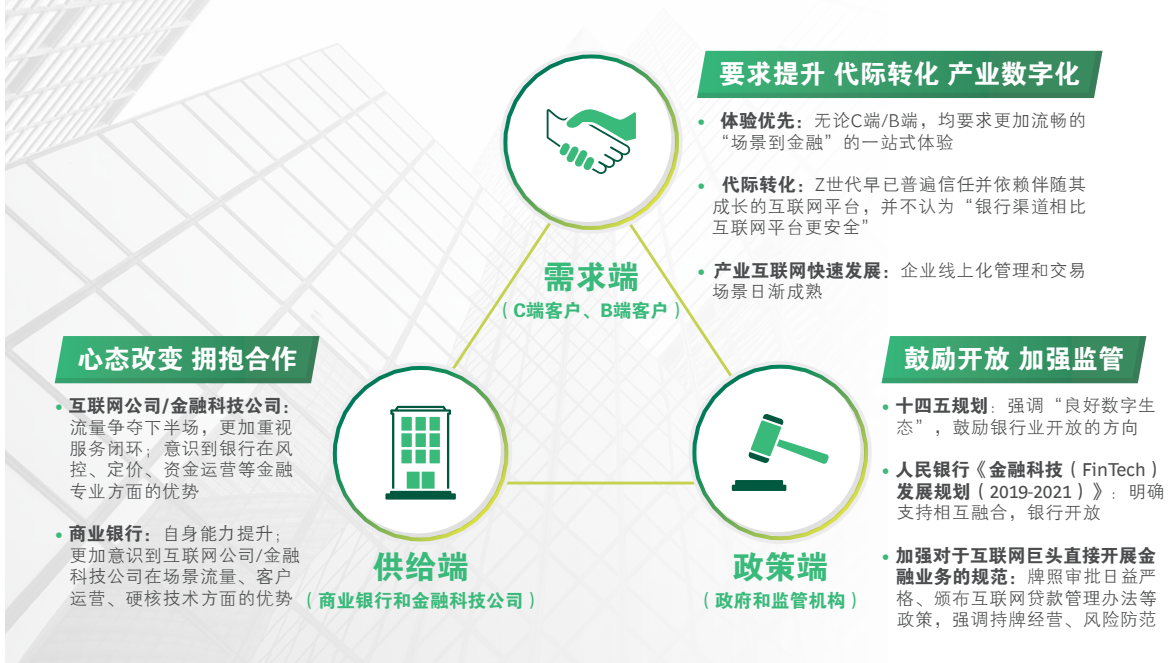 要求提升 代际转化 产业数字化
• 体验优先：无论C端/B端，均要求更加流畅的
“场景到金融”的一站式体验
• 代际转化：Z世代早已普遍信任并依赖伴随其
成长的互联网平台，并不认为“银行渠道相比
互联网平台更安全”
• 产业互联网快速发展：企业线上化管理和交易
场景日渐成熟
需求端
（C端客户、B端客户）
心态改变 拥抱合作
• 互联网公司/金融科技公司：
流量争夺下半场，更加重视
服务闭环；意识到银行在风
控、定价、资金运营等金融
专业方面的优势
• 商业银行：自身能力提升；
更加意识到互联网公司/金融
科技公司在场景流量、客户
运营、硬核技术方面的优势
供给端
（商业银行和金融科技公司）
鼓励开放 加强监管
• 十四五规划：强调“良好数字生
态”，鼓励银行业开放的方向
• 人民银行《金融科技（FinTech）
发展规划（2019-2021）》：明确
支持相互融合，银行开放
• 加强对于互联网巨头直接开展金
融业务的规范：牌照审批日益严
格、颁布互联网贷款管理办法等
政策，强调持牌经营、风险防范
政策端
（政府和监管机构）